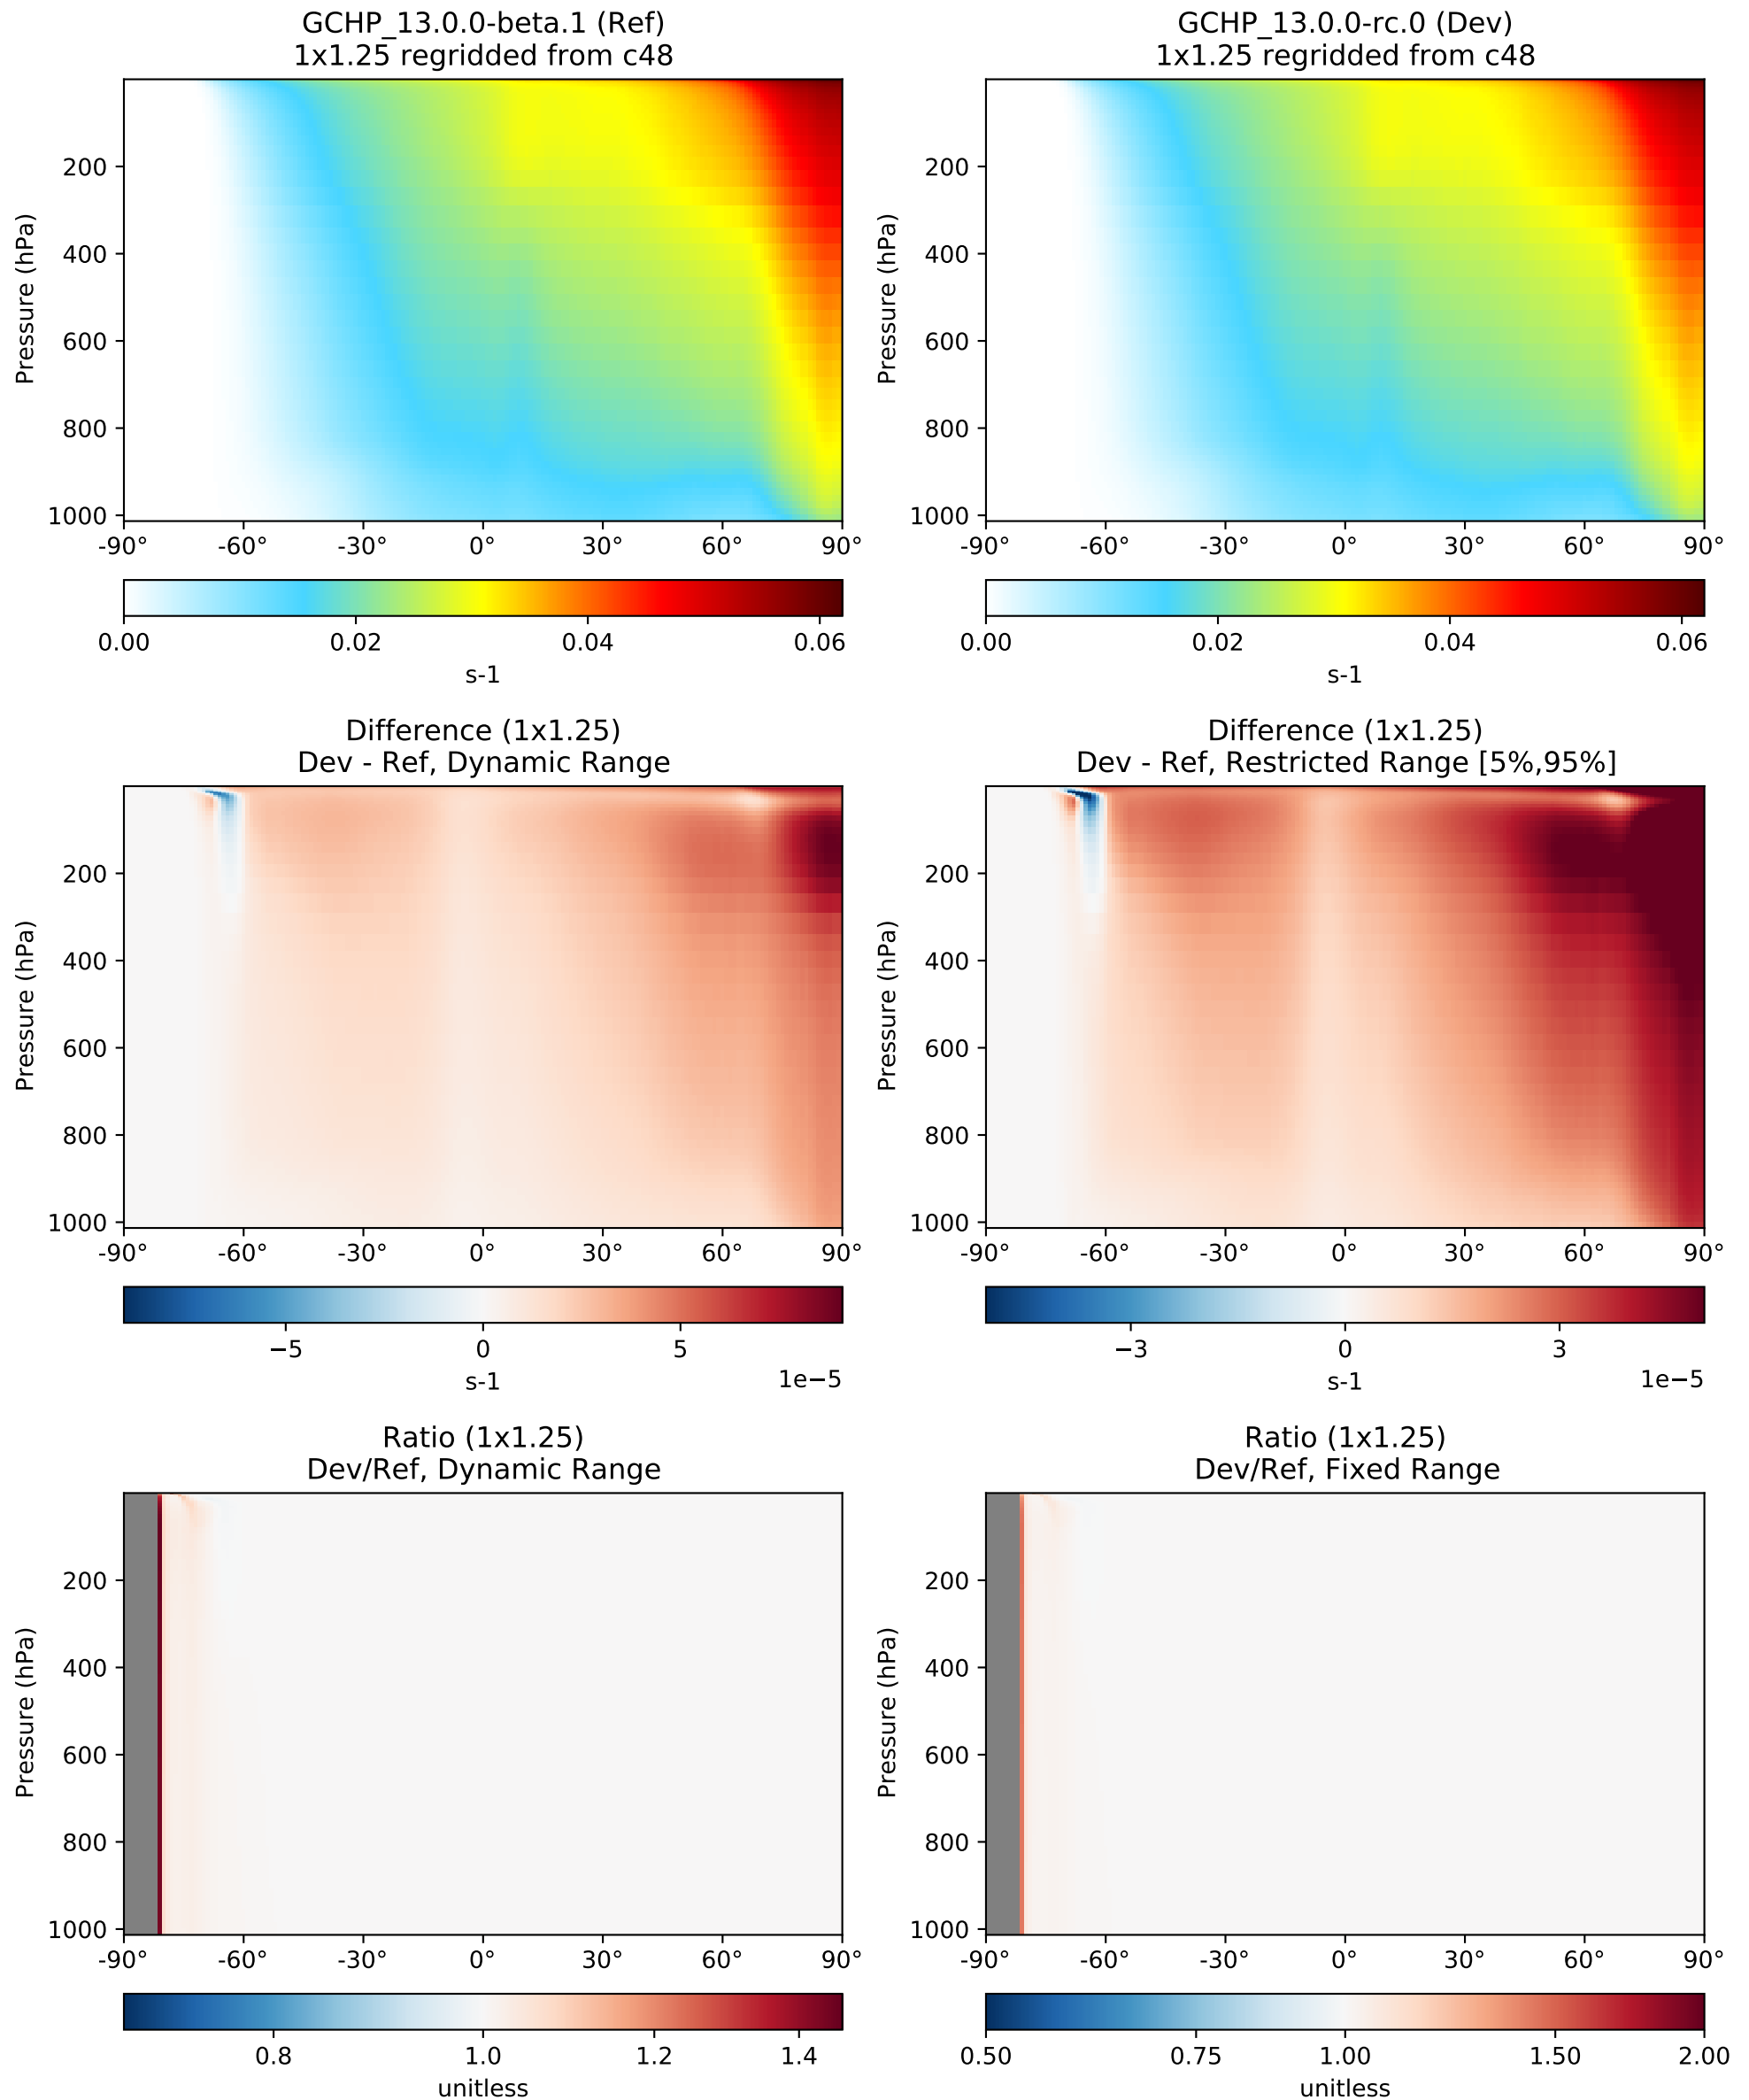 GCHP_13.0.0-beta.1 (Ref)
1x1.25 regridded from c48
GCHP_13.0.0-rc.0 (Dev)
1x1.25 regridded from c48
Pressure (hPa)
200
400
600
800
1000
-90° -60° -30° 0° 30° 60° 90°
0.00 0.02 0.04 0.06
s-1
Pressure (hPa)
200
400
600
800
1000
-90° -60° -30° 0° 30° 60° 90°
0.00 0.02 0.04 0.06
s-1
Difference (1x1.25)
Dev - Ref, Dynamic Range
Difference (1x1.25)
Dev - Ref, Restricted Range [5%,95%]
Pressure (hPa)
200
400
600
800
1000
-90° -60° -30° 0° 30° 60° 90°
−5 0 5
s-1 1e−5
Pressure (hPa)
200
400
600
800
1000
-90° -60° -30° 0° 30° 60° 90°
−3 0 3
s-1 1e−5
Ratio (1x1.25)
Dev/Ref, Dynamic Range
Ratio (1x1.25)
Dev/Ref, Fixed Range
Pressure (hPa)
200
400
600
800
1000
-90° -60° -30° 0° 30° 60° 90°
0.8 1.0 1.2 1.4
unitless
Pressure (hPa)
200
400
600
800
1000
-90° -60° -30° 0° 30° 60° 90°
0.50 0.75 1.00 1.50 2.00
unitless